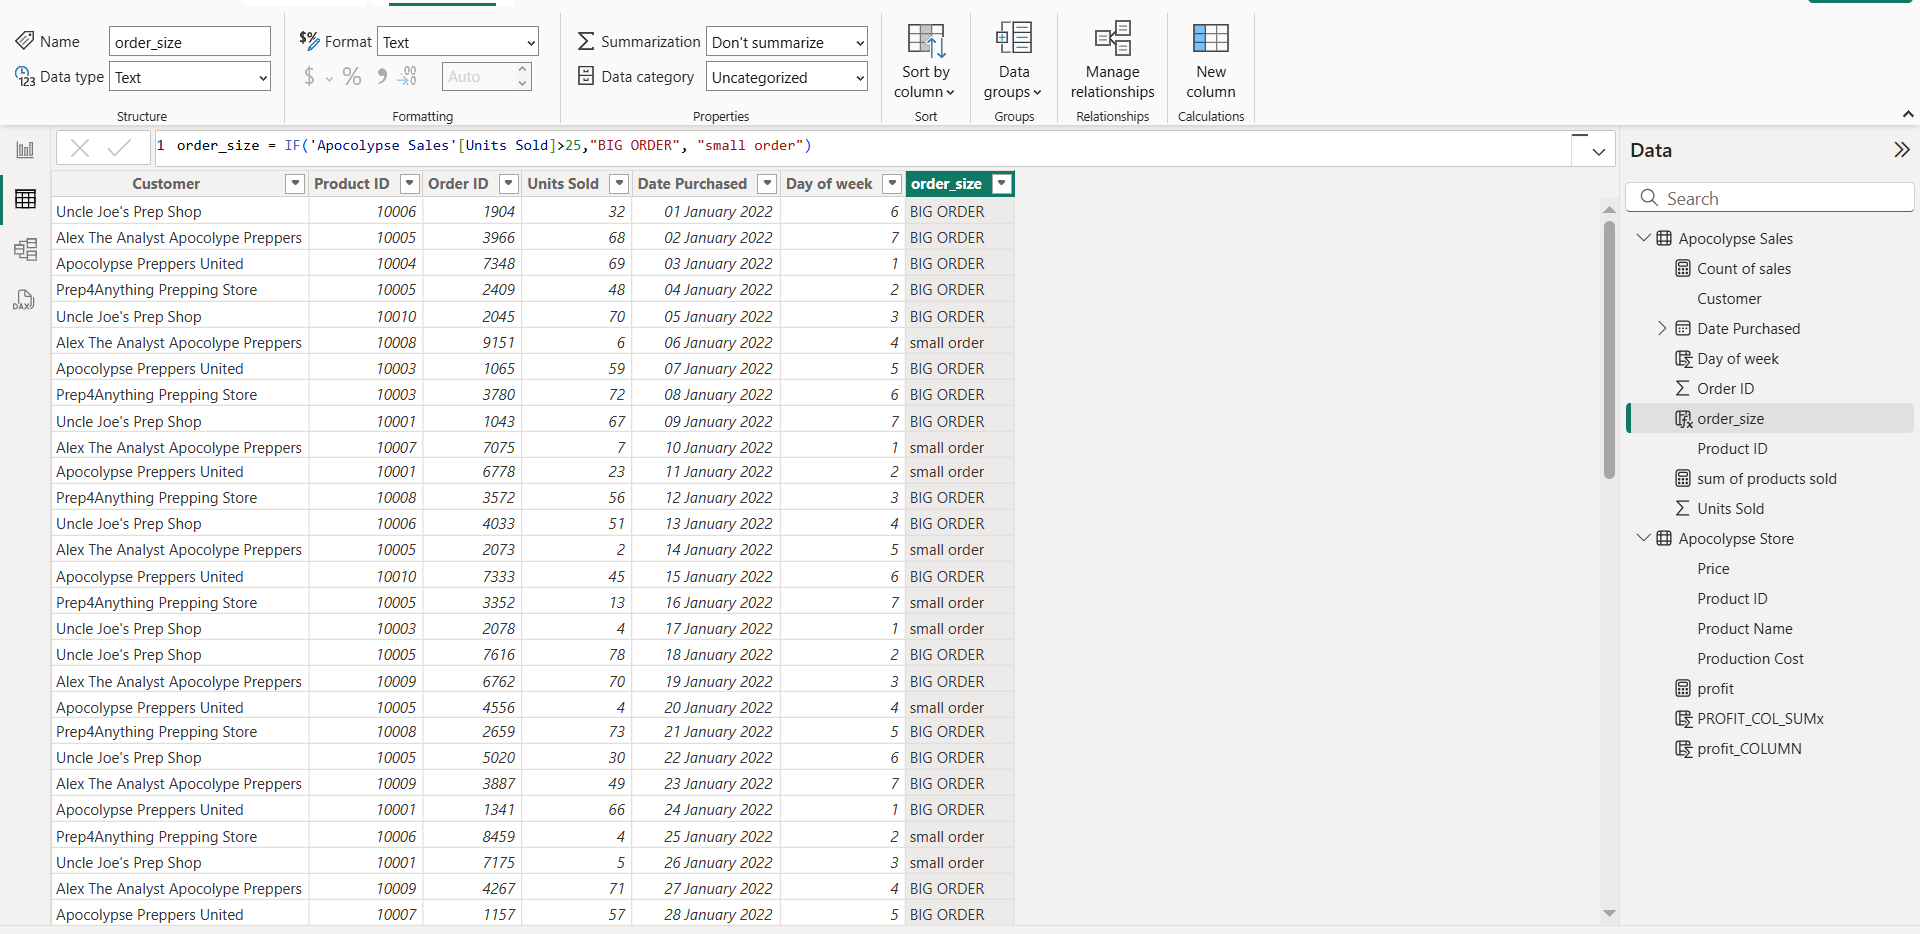 Name order_size
Data type Text
Structure
$% Format Text
$ % 9 .00 Auto
Formatting
Summarization Don't summarize
Data category Uncategorized
Properties
Sort by
column
Sort
Data
groups
Groups
Manage
relationships
Relationships
New
column
Calculations
1 order_size = IF('Apocolypse Sales'[Units Sold]>25,"BIG ORDER", "small order")
Customer Product ID Order ID Units Sold Date Purchased Day of week order_size
Uncle Joe's Prep Shop 10006 1904 32 01 January 2022 6 BIG ORDER
Alex The Analyst Apocolype Preppers 10005 3966 68 02 January 2022 7 BIG ORDER
Apocolypse Preppers United 10004 7348 69 03 January 2022 1 BIG ORDER
Prep4Anything Prepping Store 10005 2409 48 04 January 2022 2 BIG ORDER
Uncle Joe's Prep Shop 10010 2045 70 05 January 2022 3 BIG ORDER
Alex The Analyst Apocolype Preppers 10008 9151 6 06 January 2022 4 small order
Apocolypse Preppers United 10003 1065 59 07 January 2022 5 BIG ORDER
Prep4Anything Prepping Store 10003 3780 72 08 January 2022 6 BIG ORDER
Uncle Joe's Prep Shop 10001 1043 67 09 January 2022 7 BIG ORDER
Alex The Analyst Apocolype Preppers 10007 7075 7 10 January 2022 1 small order
Apocolypse Preppers United 10001 6778 23 11 January 2022 2 small order
Prep4Anything Prepping Store 10008 3572 56 12 January 2022 3 BIG ORDER
Uncle Joe's Prep Shop 10006 4033 51 13 January 2022 4 BIG ORDER
Alex The Analyst Apocolype Preppers 10005 2073 2 14 January 2022 5 small order
Apocolypse Preppers United 10010 7333 45 15 January 2022 6 BIG ORDER
Prep4Anything Prepping Store 10005 3352 13 16 January 2022 7 small order
Uncle Joe's Prep Shop 10003 2078 4 17 January 2022 1 small order
Uncle Joe's Prep Shop 10005 7616 78 18 January 2022 2 BIG ORDER
Alex The Analyst Apocolype Preppers 10009 6762 70 19 January 2022 3 BIG ORDER
Apocolypse Preppers United 10005 4556 4 20 January 2022 4 small order
Prep4Anything Prepping Store 10008 2659 73 21 January 2022 5 BIG ORDER
Uncle Joe's Prep Shop 10005 5020 30 22 January 2022 6 BIG ORDER
Alex The Analyst Apocolype Preppers 10009 3887 49 23 January 2022 7 BIG ORDER
Apocolypse Preppers United 10001 1341 66 24 January 2022 1 BIG ORDER
Prep4Anything Prepping Store 10006 8459 4 25 January 2022 2 small order
Uncle Joe's Prep Shop 10001 7175 5 26 January 2022 3 small order
Alex The Analyst Apocolype Preppers 10009 4267 71 27 January 2022 4 BIG ORDER
Apocolypse Preppers United 10007 1157 57 28 January 2022 5 BIG ORDER
DAX
Data
Search
Apocolypse Sales
Count of sales
Customer
Date Purchased
Day of week
Order ID
order_size
Product ID
sum of products sold
Units Sold
Apocolypse Store
Price
Product ID
Product Name
Production Cost
profit
PROFIT_COL_SUMx
profit_COLUMN